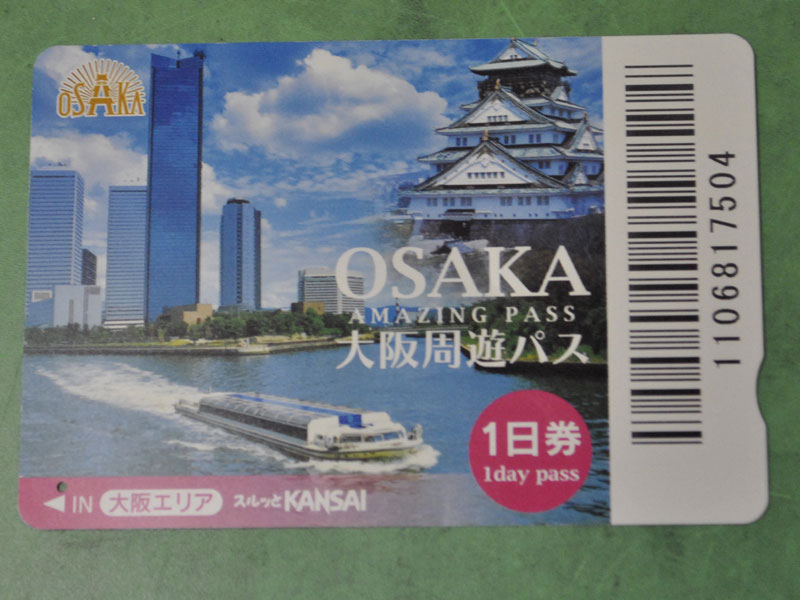 OSAKA
OSAKA
AMAZING PASS
大阪周遊パス
1日券
1day pass
◀ IN 大阪エリア スルッとKANSAI
1106817504